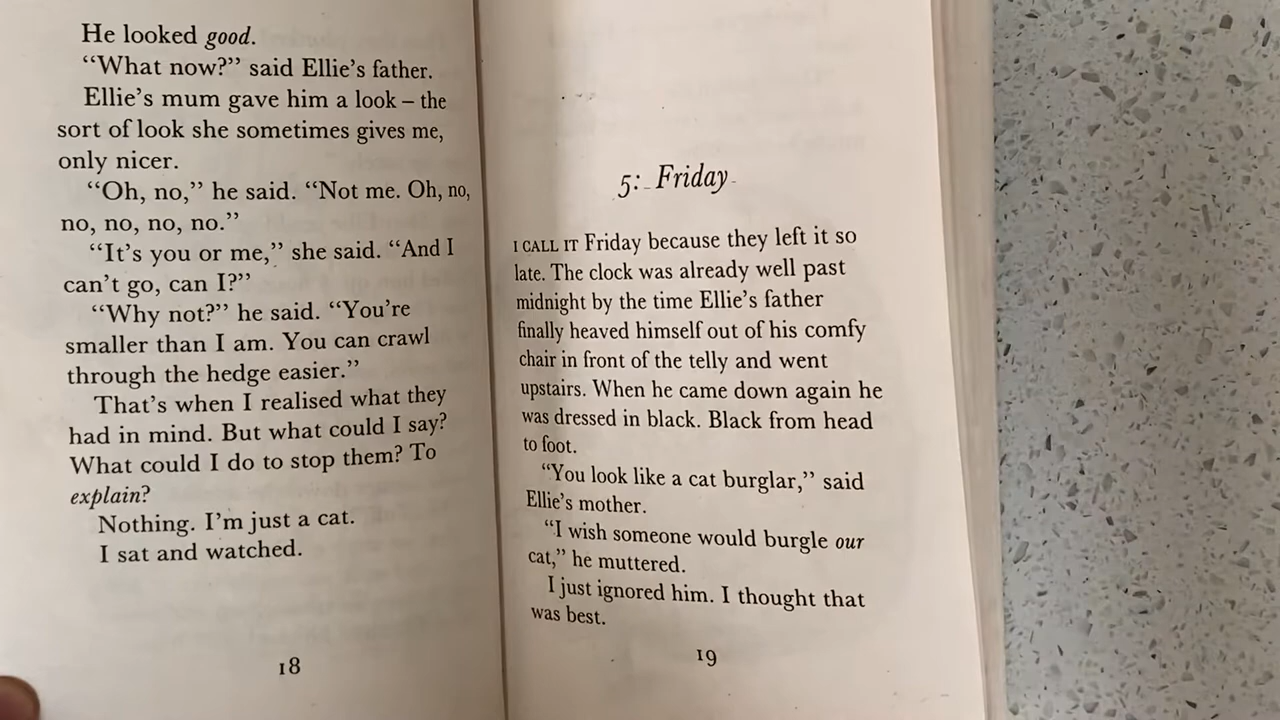 He looked good.
“What now?” said Ellie’s father.
Ellie’s mum gave him a look – the
sort of look she sometimes gives me,
only nicer.
“Oh, no,” he said. “Not me. Oh, no,
no, no, no, no.”
“It’s you or me,” she said. “And I
can’t go, can I?”
“Why not?” he said. “You’re
smaller than I am. You can crawl
through the hedge easier.”
That’s when I realised what they
had in mind. But what could I say?
What could I do to stop them? To
explain?
Nothing. I’m just a cat.
I sat and watched.
18
5: Friday
I CALL IT Friday because they left it so
late. The clock was already well past
midnight by the time Ellie’s father
finally heaved himself out of his comfy
chair in front of the telly and went
upstairs. When he came down again he
was dressed in black. Black from head
to foot.
“You look like a cat burglar,” said
Ellie’s mother.
“I wish someone would burgle our
cat,” he muttered.
I just ignored him. I thought that
was best.
19